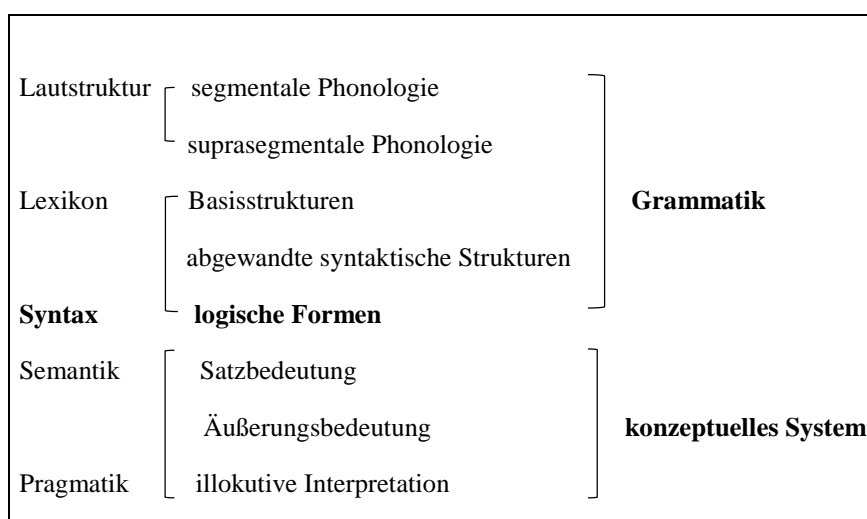 Lautstruktur segmentale Phonologie
suprasegmentale Phonologie
Lexikon Basisstrukturen Grammatik
abgewandte syntaktische Strukturen
Syntax logische Formen
Semantik Satzbedeutung
Äußerungsbedeutung konzeptuelles System
Pragmatik illokutive Interpretation